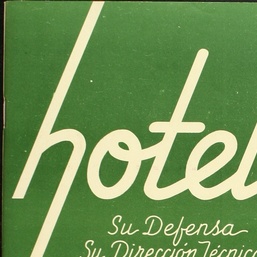 hotel
Su Defensa
Su Dirección Técnica